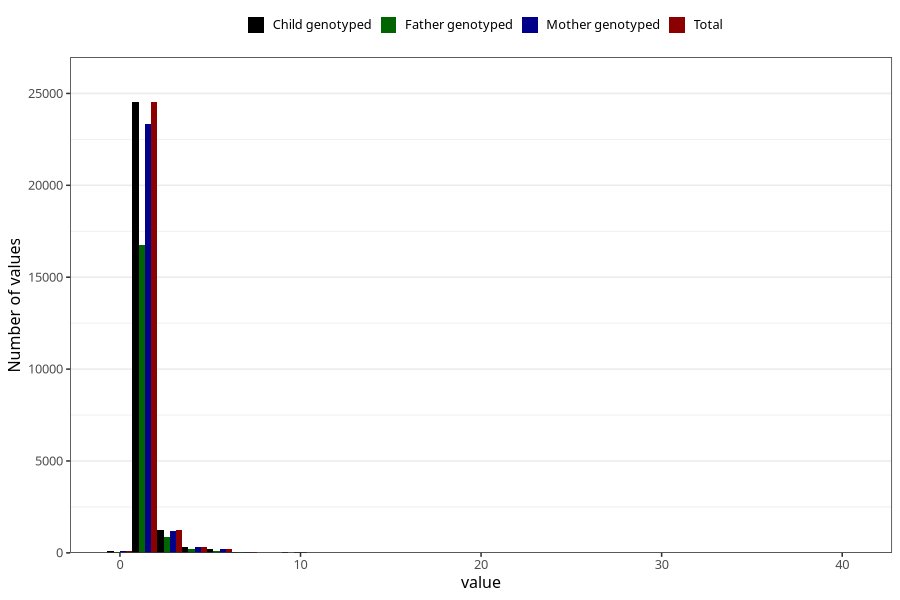 Child genotyped Father genotyped Mother genotyped Total
Number of values
25000
20000
15000
10000
5000
0
0 10 20 30 40
value